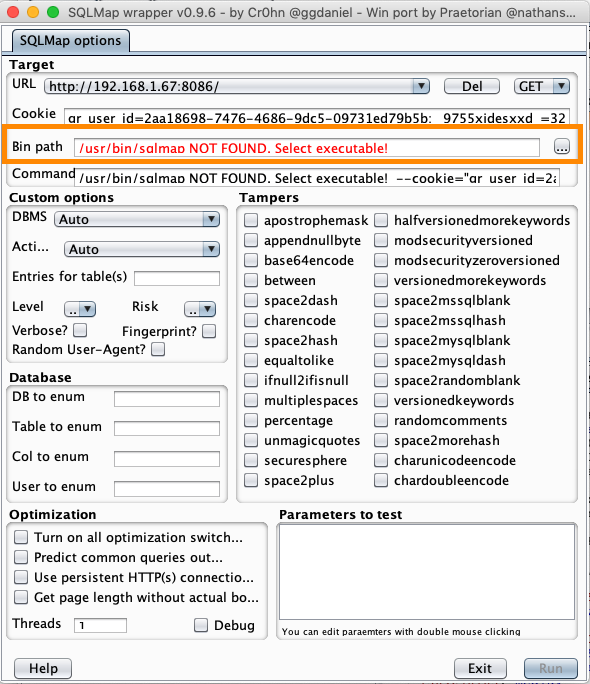 SQLMap wrapper v0.9.6 - by Cr0hn @ggdaniel - Win port by Praetorian @nathans...
SQLMap options
Target
URL http://192.168.1.67:8086/ Del GET
Cookie gr_user_id=2aa18698-7476-4686-9dc5-09731ed79b5b; _9755xjdesxxd_=32
Bin path /usr/bin/sqlmap NOT FOUND. Select executable! ...
Command /usr/bin/sqlmap NOT FOUND. Select executable! --cookie="gr_user_id=2a
Custom options
DBMS Auto
Acti... Auto
Entries for table(s)
Level .. Risk ..
Verbose? Fingerprint?
Random User-Agent?
Database
DB to enum
Table to enum
Col to enum
User to enum
Tampers
apostrophemask halfversionedmorekeywords
appendnullbyte modsecurityversioned
base64encode modsecurityzeroversioned
between versionedmorekeywords
space2dash space2mssqlblank
charencode space2mssqlhash
space2hash space2mysqlblank
equaltolike space2mysqldash
ifnull2ifisnull space2randomblank
multiplespaces versionedkeywords
percentage randomcomments
unmagicquotes space2morehash
securesphere charunicodeencode
space2plus chardoubleencode
Optimization
Turn on all optimization switch...
Predict common queries out...
Use persistent HTTP(s) connectio...
Get page length without actual bo...
Threads 1 Debug
Parameters to test
You can edit paraemters with double mouse clicking
Help Exit Run